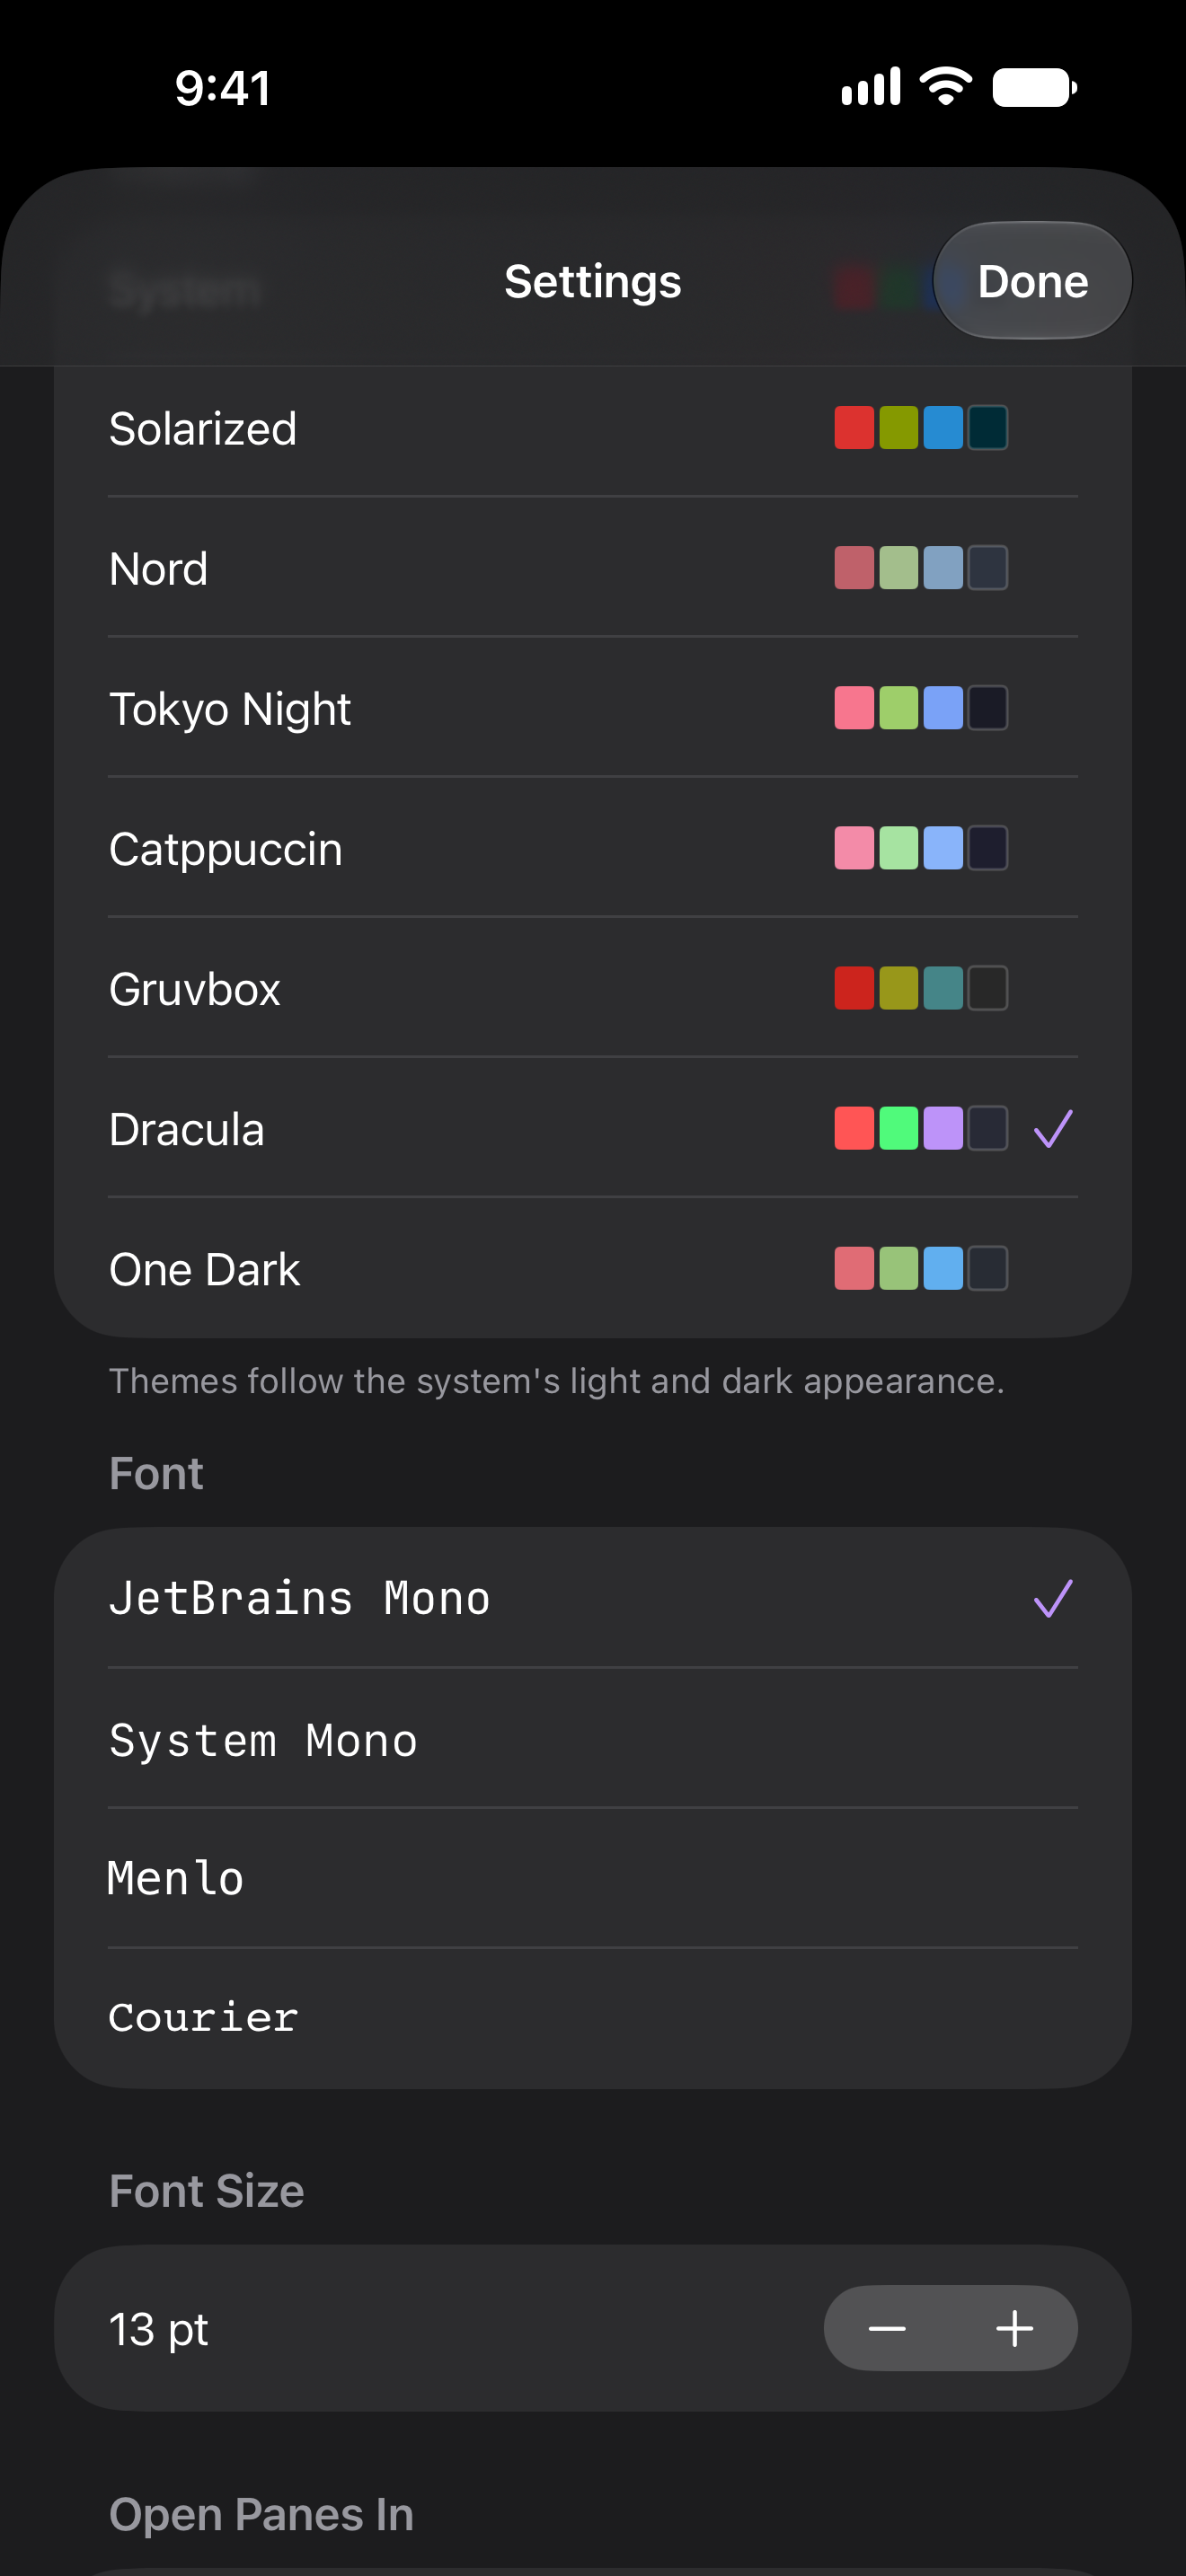 9:41
Settings
Done
System
Solarized
Nord
Tokyo Night
Catppuccin
Gruvbox
Dracula
One Dark
Themes follow the system's light and dark appearance.
Font
JetBrains Mono
System Mono
Menlo
Courier
Font Size
13 pt
Open Panes In